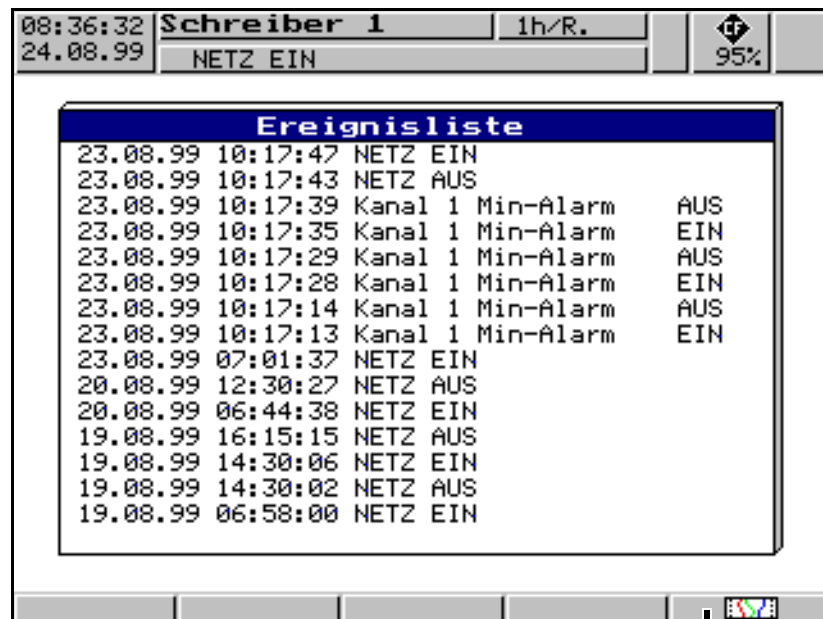 08:36:32 Schreiber 1 1h/R. CF
24.08.99 NETZ EIN 95%
Ereignisliste
23.08.99 10:17:47 NETZ EIN
23.08.99 10:17:43 NETZ AUS
23.08.99 10:17:39 Kanal 1 Min-Alarm AUS
23.08.99 10:17:35 Kanal 1 Min-Alarm EIN
23.08.99 10:17:29 Kanal 1 Min-Alarm AUS
23.08.99 10:17:28 Kanal 1 Min-Alarm EIN
23.08.99 10:17:14 Kanal 1 Min-Alarm AUS
23.08.99 10:17:13 Kanal 1 Min-Alarm EIN
23.08.99 07:01:37 NETZ EIN
20.08.99 12:30:27 NETZ AUS
20.08.99 06:44:38 NETZ EIN
19.08.99 16:15:15 NETZ AUS
19.08.99 14:30:06 NETZ EIN
19.08.99 14:30:02 NETZ AUS
19.08.99 06:58:00 NETZ EIN